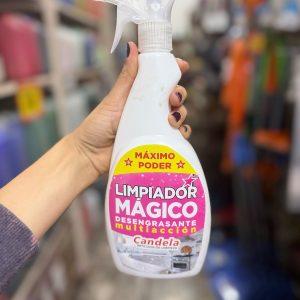 MÁXIMO
PODER
LIMPIADOR
MÁGICO
DESENGRASANTE
multiacción
Candela